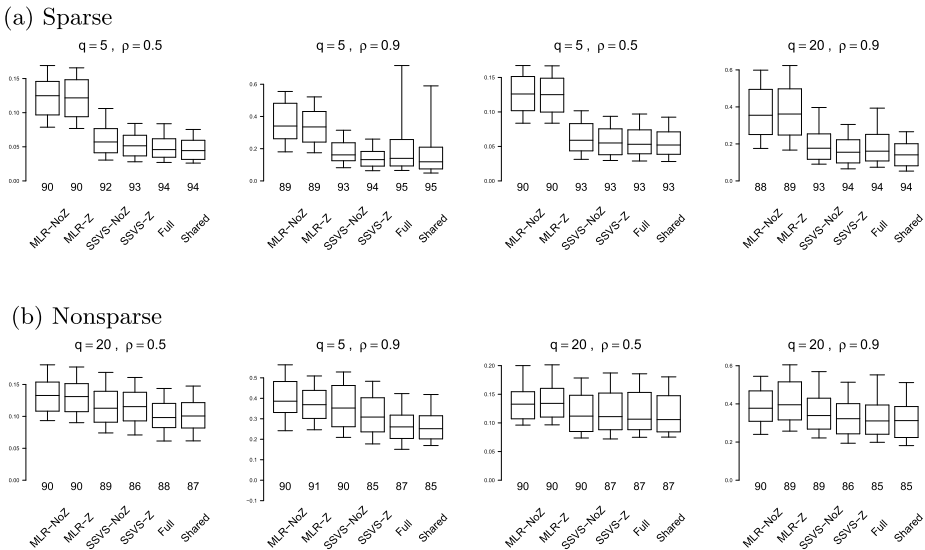 (a) Sparse
q = 5 , ρ = 0.5
q = 5 , ρ = 0.9
q = 5 , ρ = 0.5
q = 20 , ρ = 0.9
0.15
0.10
0.05
0.00
90 90 92 93 94 94
MLR−NoZ
MLR−Z
SSVS−NoZ
SSVS−Z
Full
Shared
0.6
0.4
0.2
0.0
89 89 93 94 95 95
MLR−NoZ
MLR−Z
SSVS−NoZ
SSVS−Z
Full
Shared
0.15
0.10
0.05
0.00
90 90 93 93 93 93
MLR−NoZ
MLR−Z
SSVS−NoZ
SSVS−Z
Full
Shared
0.6
0.4
0.2
0.0
88 89 93 94 94 94
MLR−NoZ
MLR−Z
SSVS−NoZ
SSVS−Z
Full
Shared
(b) Nonsparse
q = 20 , ρ = 0.5
q = 5 , ρ = 0.9
q = 20 , ρ = 0.5
q = 20 , ρ = 0.9
0.15
0.10
0.05
0.00
90 90 89 86 88 87
MLR−NoZ
MLR−Z
SSVS−NoZ
SSVS−Z
Full
Shared
0.5
0.4
0.3
0.2
0.1
0.0
−0.1
90 91 90 85 87 85
MLR−NoZ
MLR−Z
SSVS−NoZ
SSVS−Z
Full
Shared
0.20
0.15
0.10
0.05
0.00
90 90 88 87 87 87
MLR−NoZ
MLR−Z
SSVS−NoZ
SSVS−Z
Full
Shared
0.6
0.4
0.2
0.0
90 89 89 86 85 85
MLR−NoZ
MLR−Z
SSVS−NoZ
SSVS−Z
Full
Shared